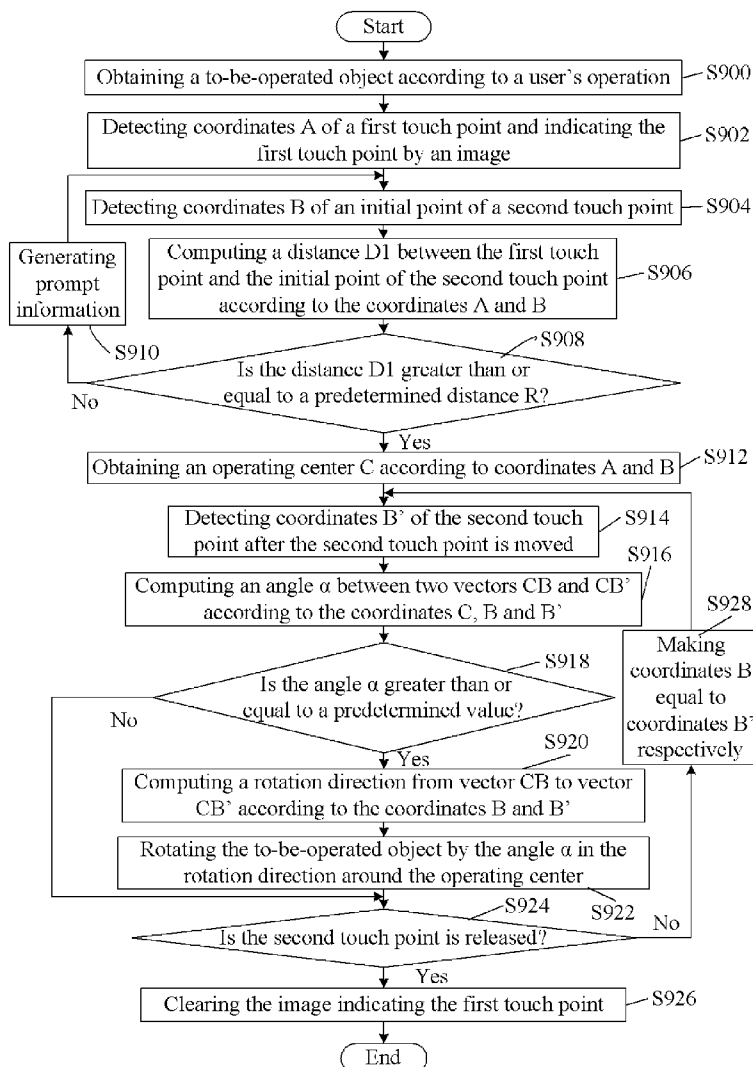 Start
Obtaining a to-be-operated object according to a user's operation
S900
Detecting coordinates A of a first touch point and indicating the
first touch point by an image
S902
Detecting coordinates B of an initial point of a second touch point
S904
Generating
prompt
information
S910
Computing a distance D1 between the first touch
point and the initial point of the second touch point
according to the coordinates A and B
S906
S908
Is the distance D1 greater than or
equal to a predetermined distance R?
No
Yes
Obtaining an operating center C according to coordinates A and B
S912
Detecting coordinates B’ of the second touch
point after the second touch point is moved
S914
S916
Computing an angle α between two vectors CB and CB’
according to the coordinates C, B and B’
S928
Making
coordinates B
equal to
coordinates B’
respectively
S918
Is the angle α greater than or
equal to a predetermined value?
No
Yes
S920
Computing a rotation direction from vector CB to vector
CB’ according to the coordinates B and B’
Rotating the to-be-operated object by the angle α in the
rotation direction around the operating center
S922
S924
Is the second touch point is released?
No
Yes
Clearing the image indicating the first touch point
S926
End